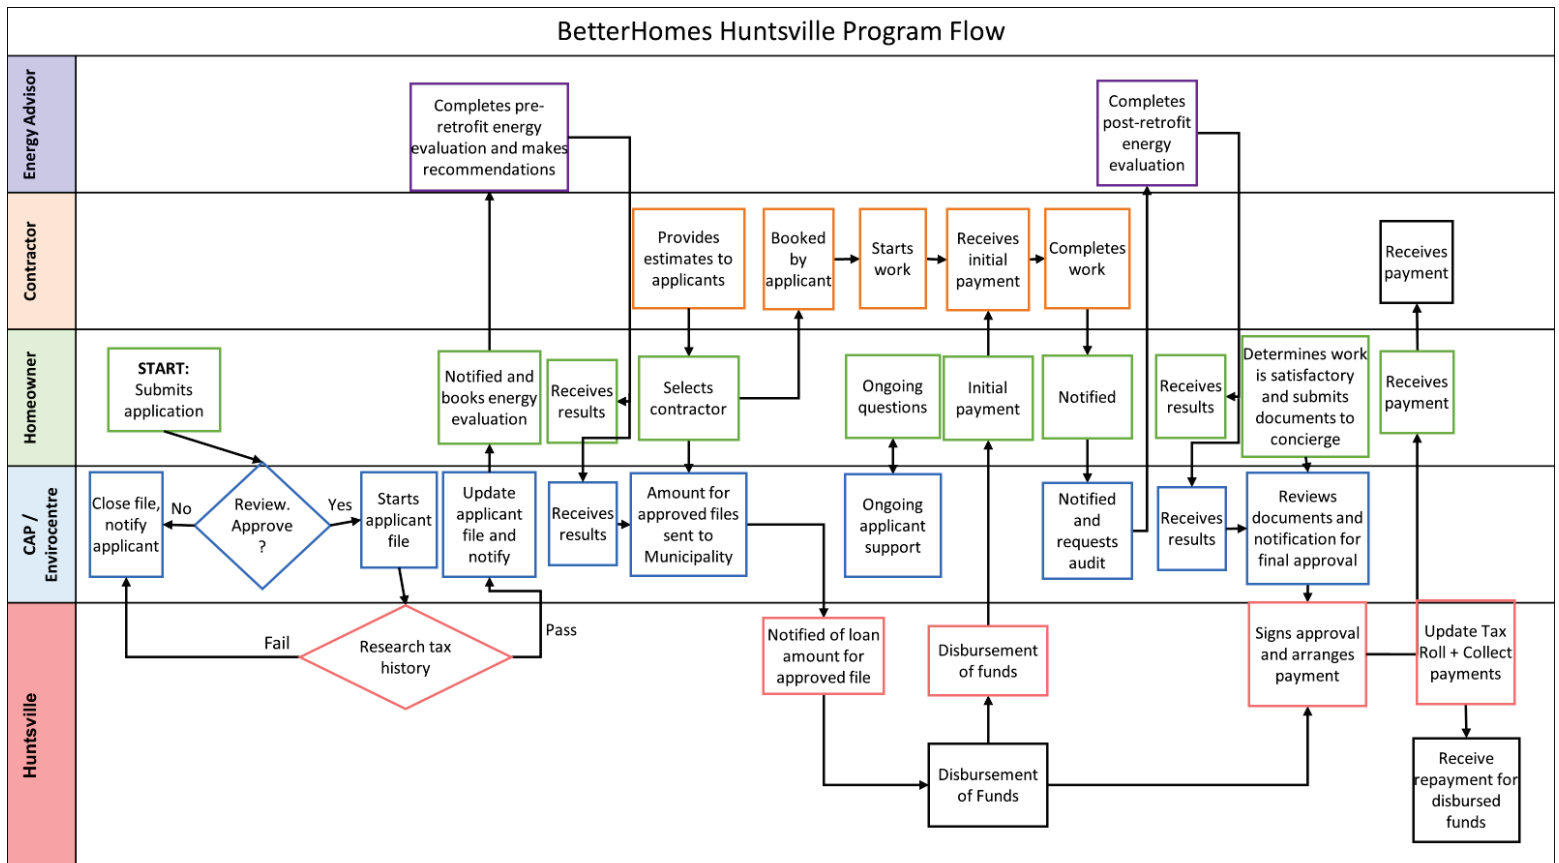 BetterHomes Huntsville Program Flow
Energy Advisor
Completes pre-
retrofit energy
evaluation and makes
recommendations
Completes
post-retrofit
energy
evaluation
Contractor
Provides
estimates to
applicants
Booked
by
applicant
Starts
work
Receives
initial
payment
Completes
work
Receives
payment
Homeowner
START:
Submits
application
Notified and
books energy
evaluation
Receives
results
Selects
contractor
Ongoing
questions
Initial
payment
Notified
Receives
results
Determines work
is satisfactory
and submits
documents to
concierge
Receives
payment
CAP /
Envirocentre
Close file,
notify
applicant
No
Review.
Approve
?
Yes
Starts
applicant
file
Update
applicant
file and
notify
Receives
results
Amount for
approved files
sent to
Municipality
Ongoing
applicant
support
Notified
and
requests
audit
Receives
results
Reviews
documents and
notification for
final approval
Huntsville
Fail
Research tax
history
Pass
Notified of loan
amount for
approved file
Disbursement
of funds
Signs approval
and arranges
payment
Update Tax
Roll + Collect
payments
Disbursement
of Funds
Receive
repayment for
disbursed
funds